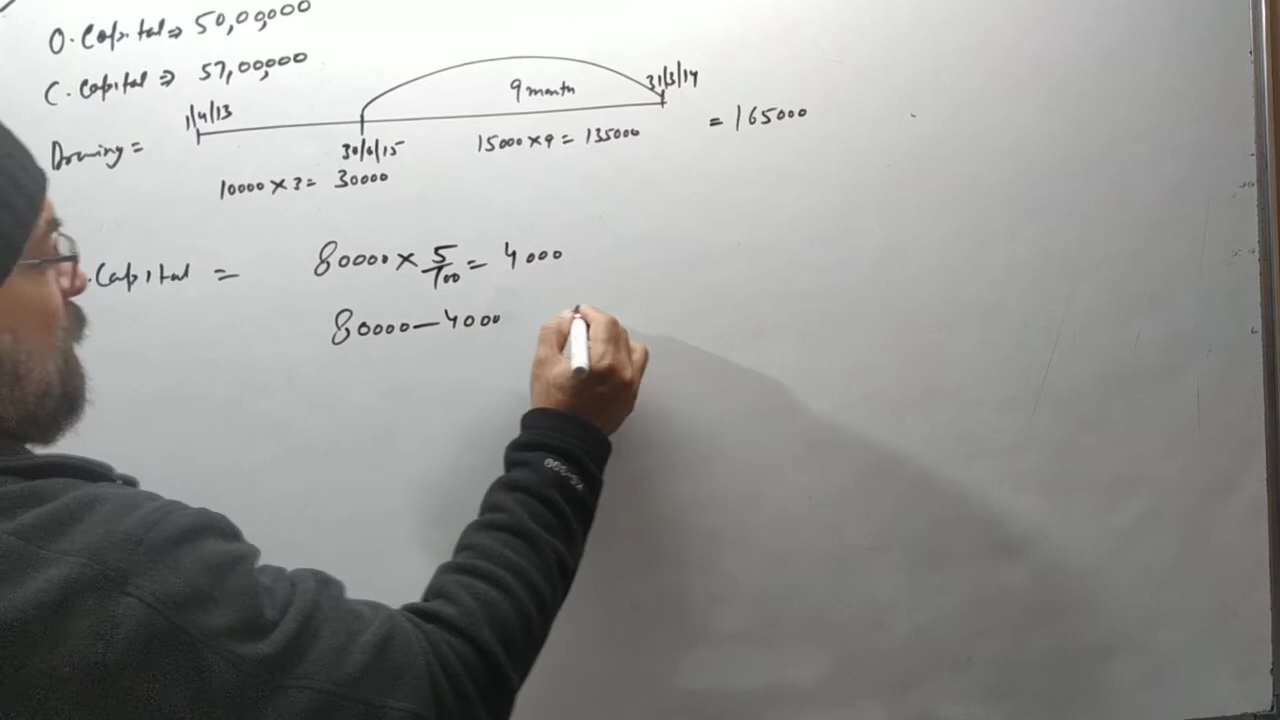 O. Capital ⇒ 50,00,000
C. Capital ⇒ 57,00,000
1/4/13 9 month 31/3/14
Drawing = 30/6/15 15000 × 9 = 135000 = 165000
10000 × 3 = 30000
.Capital = 80000 × 5/100 = 4000
80000 – 4000